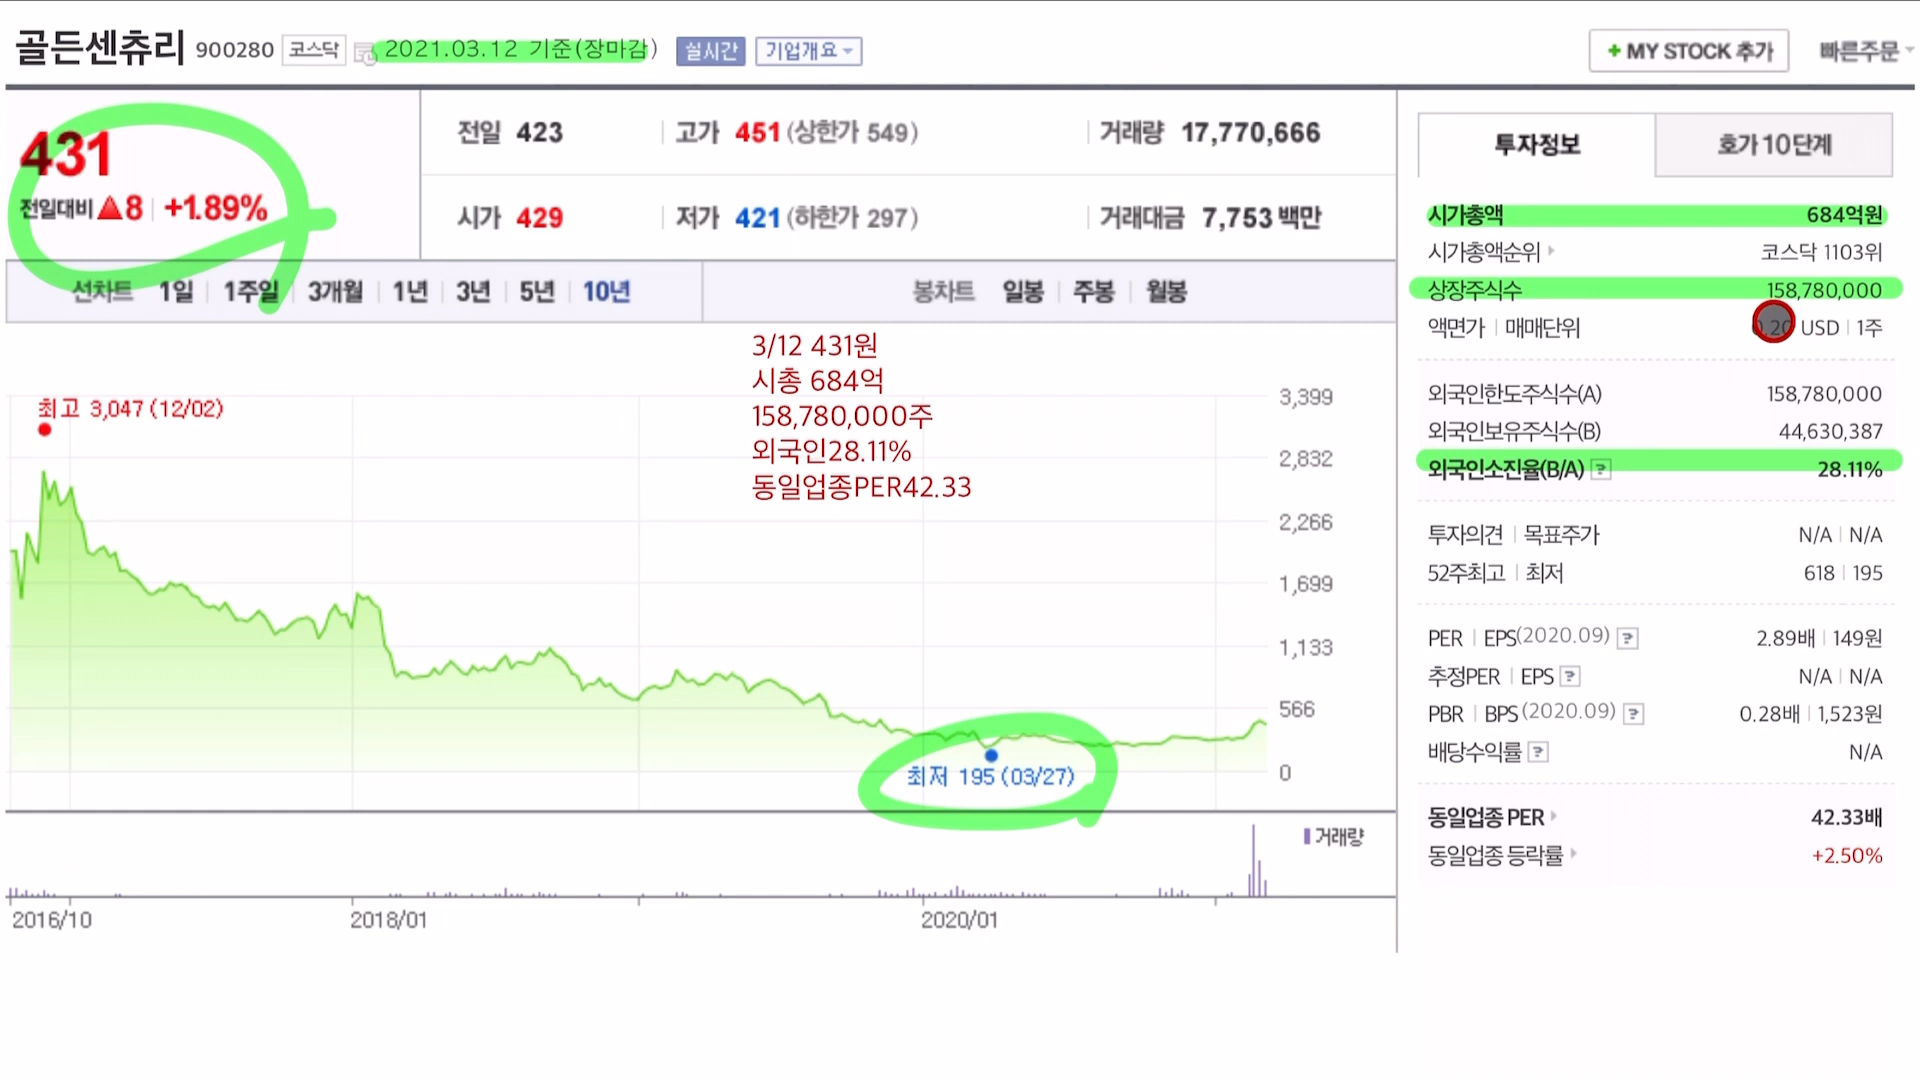 골든센츄리 900280 코스닥 2021.03.12 기준(장마감) 실시간 기업개요
+ MY STOCK 추가 빠른주문
431
전일대비 ▲8 +1.89%
전일 423 고가 451 (상한가 549) 거래량 17,770,666
시가 429 저가 421 (하한가 297) 거래대금 7,753 백만
선차트 1일 1주일 3개월 1년 3년 5년 10년 봉차트 일봉 주봉 월봉
3/12 431원
시총 684억
158,780,000주
외국인28.11%
동일업종PER42.33
최고 3,047 (12/02)
3,399
2,832
2,266
1,699
1,133
566
0
최저 195 (03/27)
거래량
2016/10 2018/01 2020/01
투자정보 호가 10단계
시가총액 684억원
시가총액순위 코스닥 1103위
상장주식수 158,780,000
액면가 매매단위 0.20 USD 1주
외국인한도주식수(A) 158,780,000
외국인보유주식수(B) 44,630,387
외국인소진율(B/A) ? 28.11%
투자의견 목표주가 N/A N/A
52주최고 최저 618 195
PER EPS(2020.09) ? 2.89배 149원
추정PER EPS ? N/A N/A
PBR BPS (2020.09) ? 0.28배 1,523원
배당수익률 ? N/A
동일업종 PER 42.33배
동일업종 등락률 +2.50%